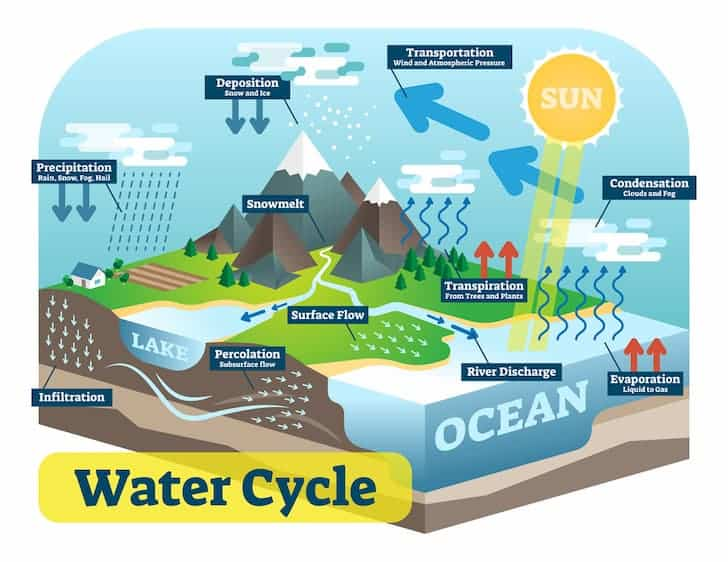 Transportation
Wind and Atmospheric Pressure
Deposition
Snow and Ice
SUN
Precipitation
Rain, Snow, Fog, Hail
Condensation
Clouds and Fog
Snowmelt
Transpiration
From Trees and Plants
Surface Flow
LAKE
Percolation
Subsurface flow
River Discharge
Evaporation
Liquid to Gas
Infiltration
OCEAN
Water Cycle